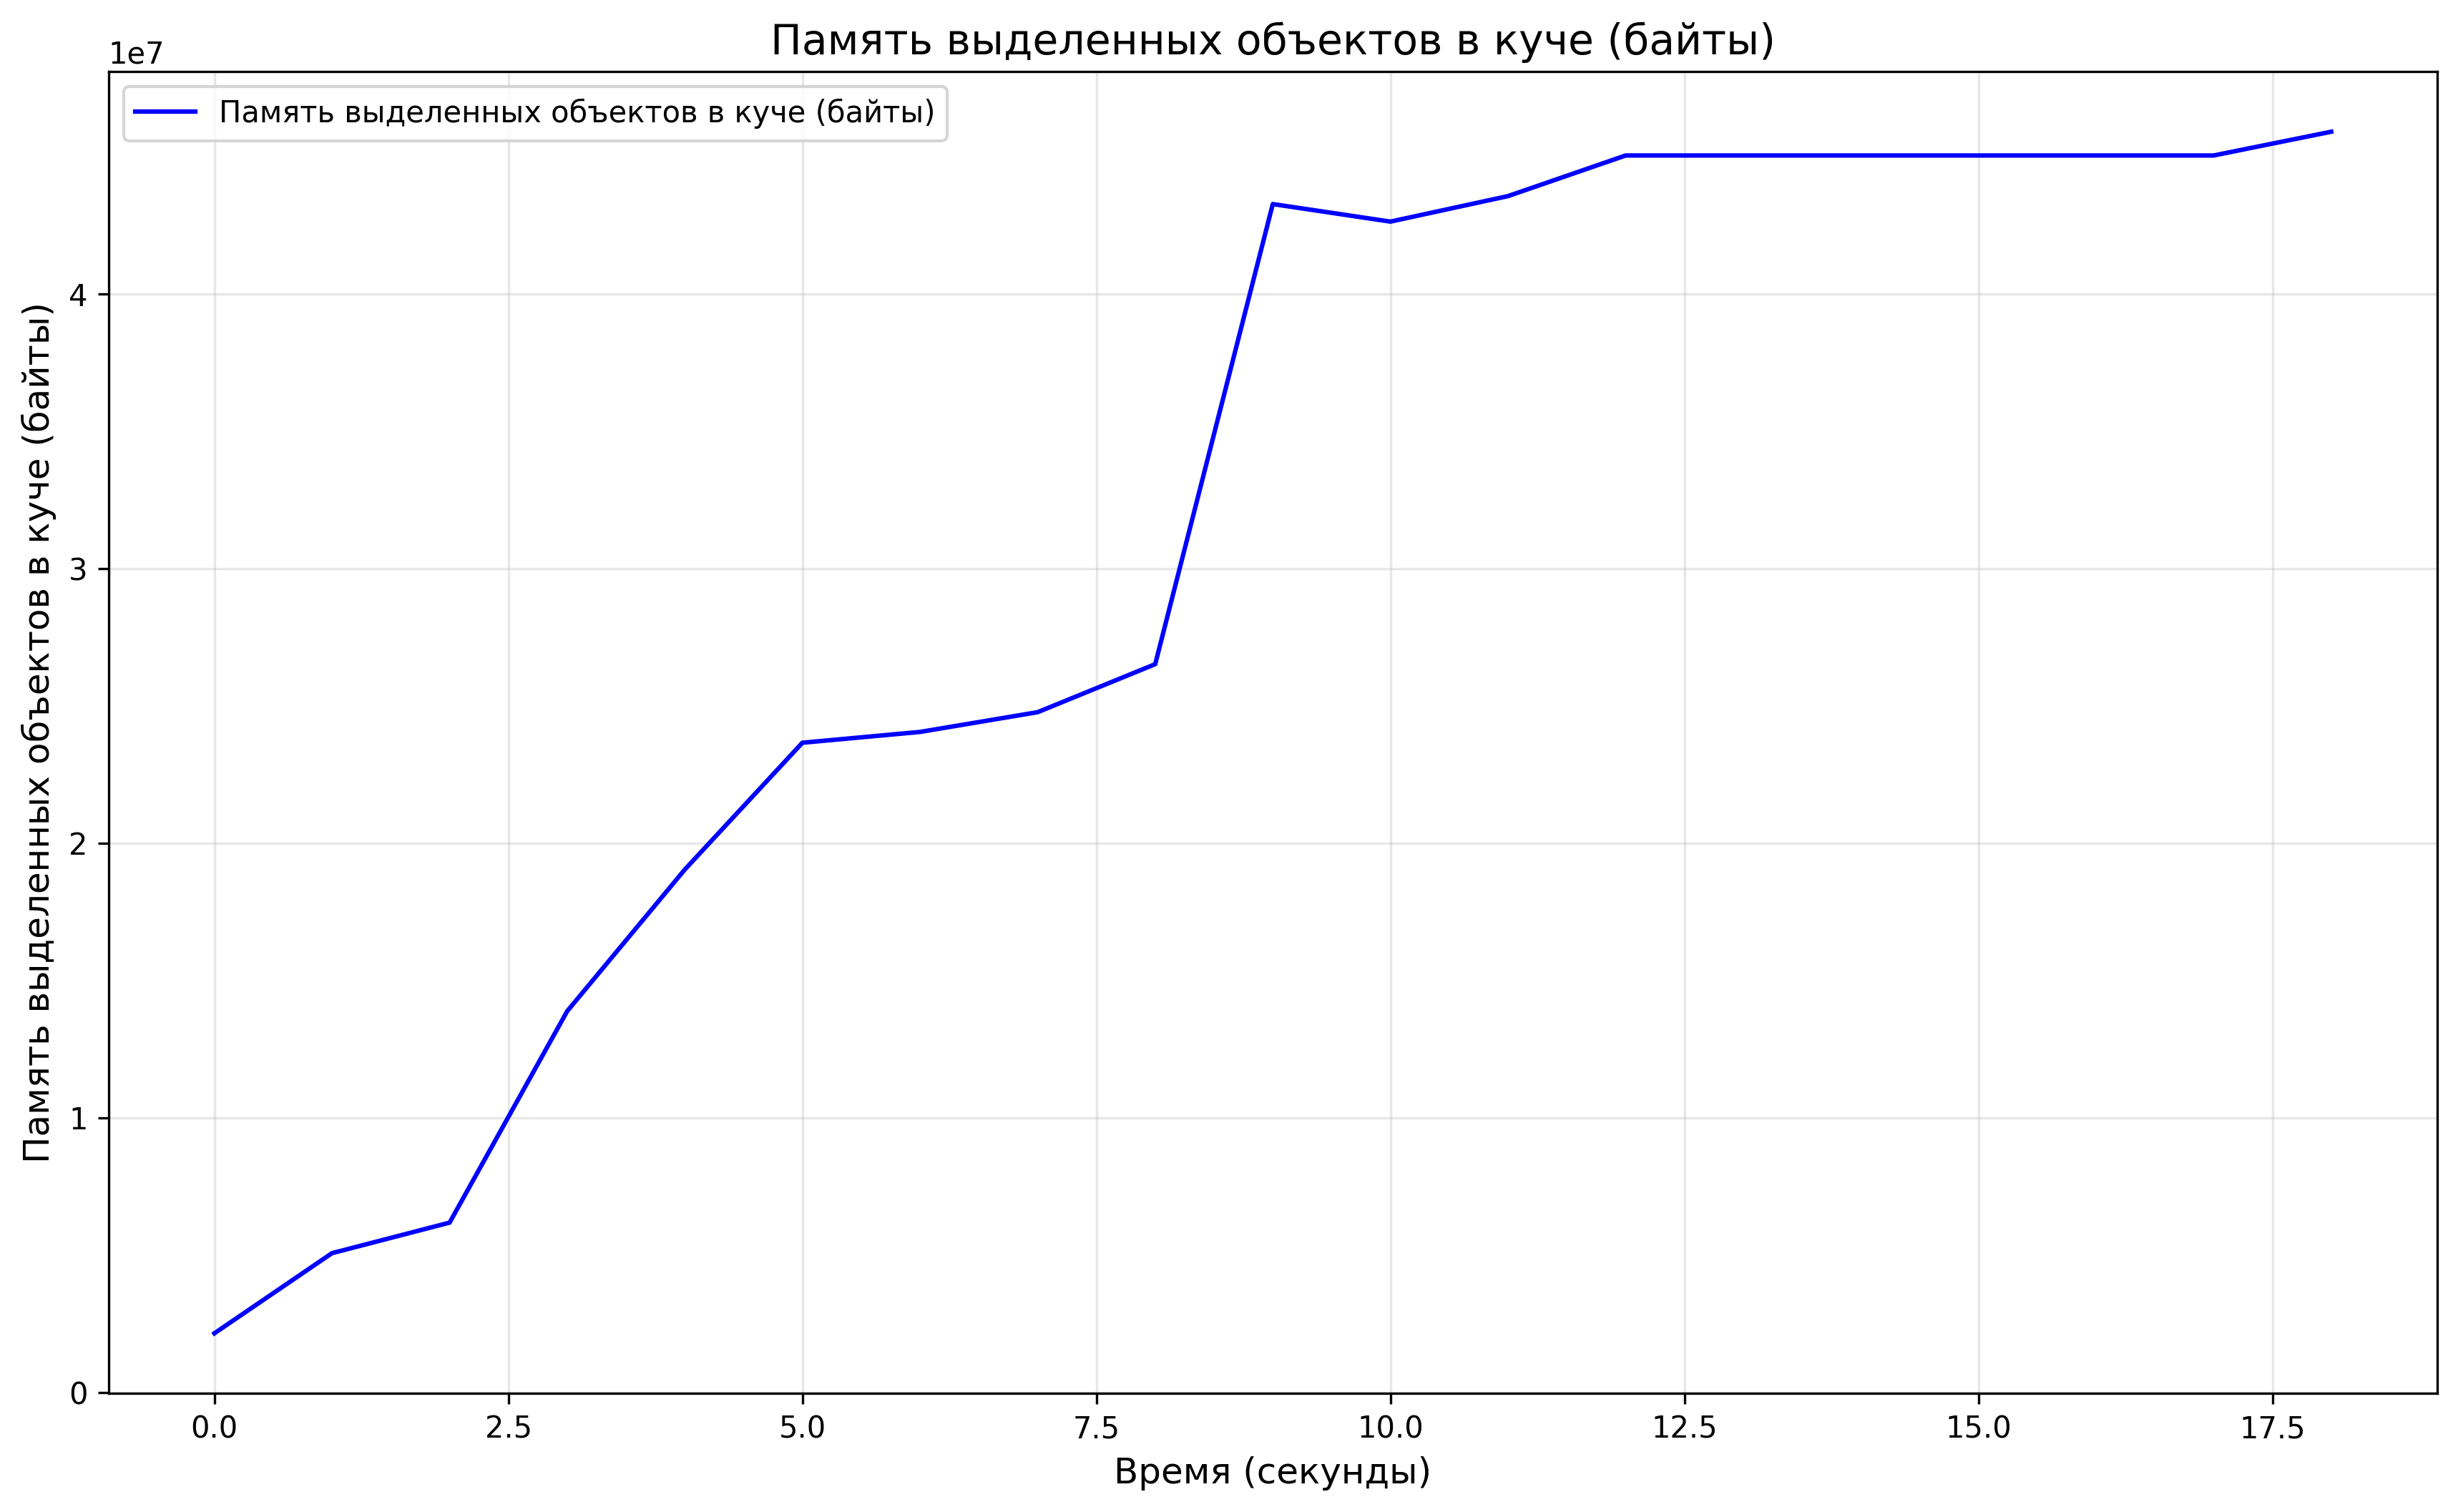 Память выделенных объектов в куче (байты)
1e7
Память выделенных объектов в куче (байты)
Память выделенных объектов в куче (байты)
4
3
2
1
0
0.0 2.5 5.0 7.5 10.0 12.5 15.0 17.5
Время (секунды)